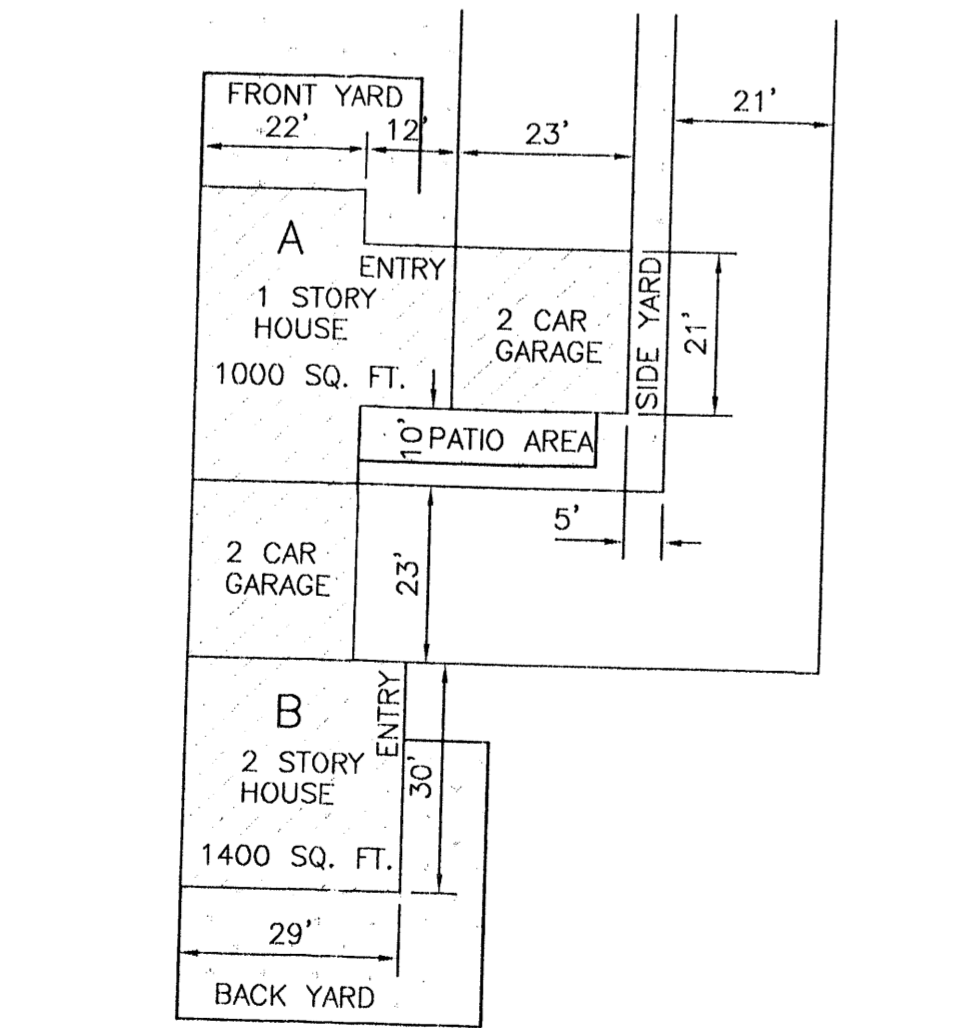 FRONT YARD
22'
12'
23'
21'
A
ENTRY
1 STORY
HOUSE
1000 SQ. FT.
2 CAR
GARAGE
SIDE YARD
21'
10'
PATIO AREA
5'
2 CAR
GARAGE
23'
B
ENTRY
2 STORY
HOUSE
30'
1400 SQ. FT.
29'
BACK YARD